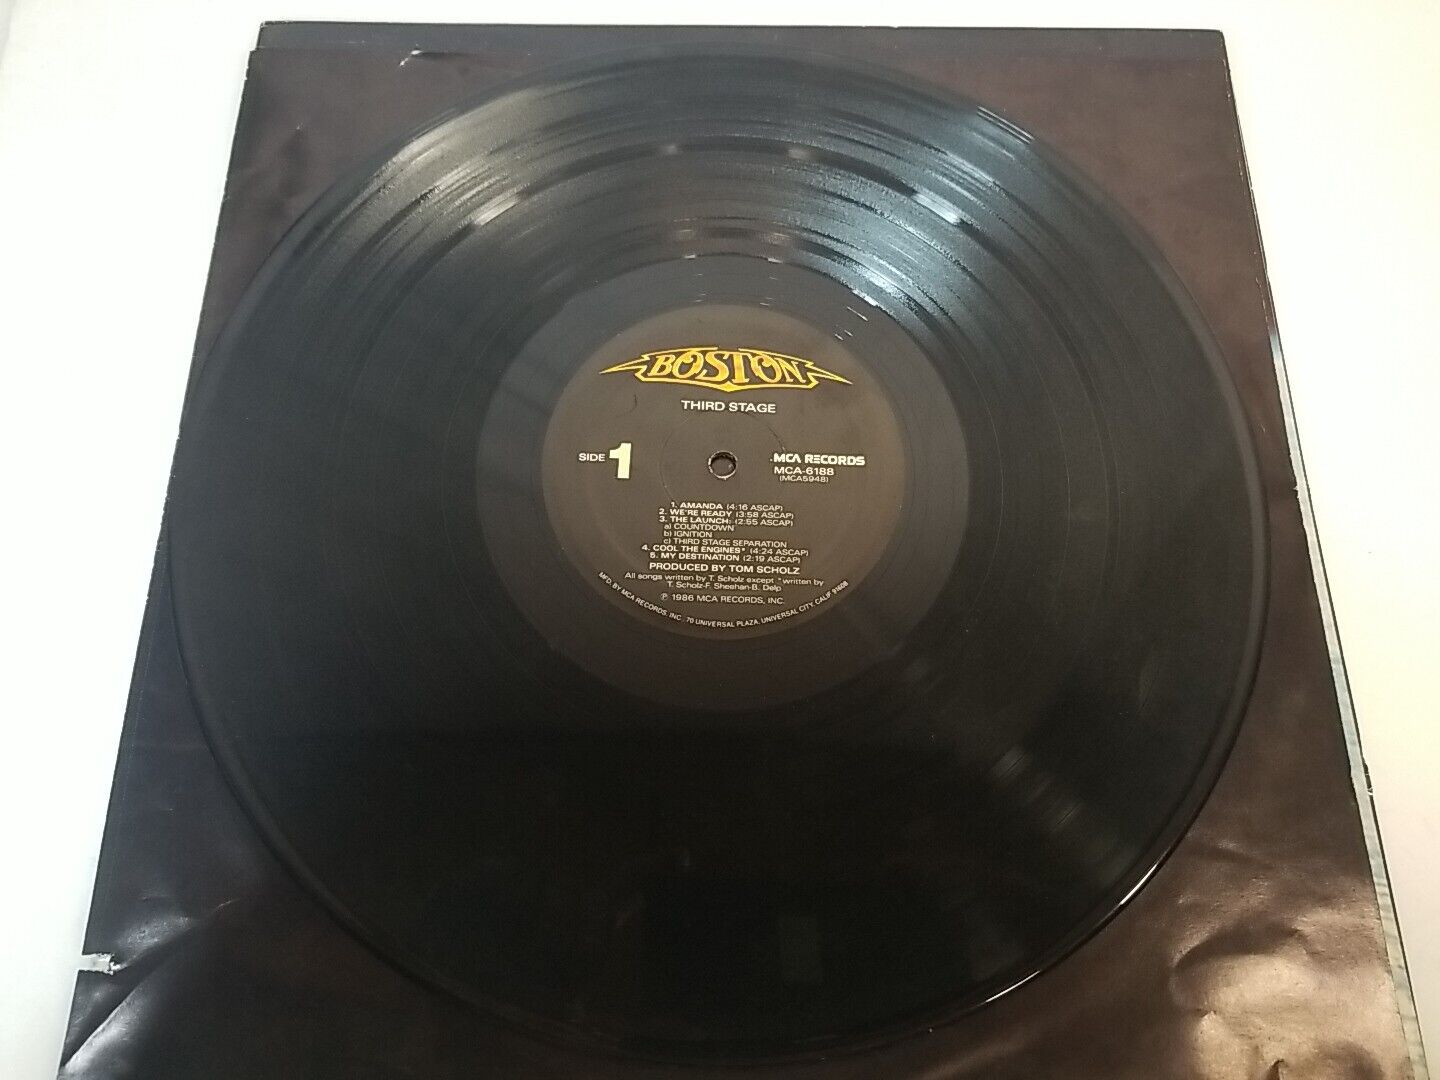 BOSTON
THIRD STAGE
SIDE 1
MCA RECORDS
MCA-6188
(MCA5948)
1. AMANDA (4:16 ASCAP)
2. WE'RE READY (3:58 ASCAP)
3. THE LAUNCH: (2:55 ASCAP)
a) COUNTDOWN
b) IGNITION
c) THIRD STAGE SEPARATION
4. COOL THE ENGINES* (4:24 ASCAP)
5. MY DESTINATION (2:19 ASCAP)
PRODUCED BY TOM SCHOLZ
All songs written by T. Scholz except *written by
T. Scholz-F. Sheehan-B. Delp
℗ 1986 MCA RECORDS, INC.
MFD. BY MCA RECORDS, INC., 70 UNIVERSAL PLAZA, UNIVERSAL CITY, CALIF. 91608